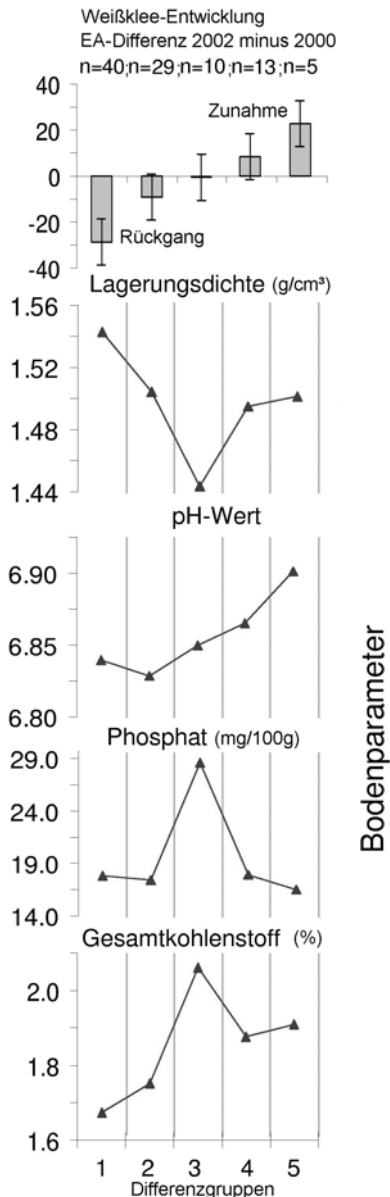 Weißklee-Entwicklung
EA-Differenz 2002 minus 2000
n=40;n=29;n=10;n=13;n=5
40
20
0
-20
-40
Zunahme
Rückgang
Lagerungsdichte (g/cm³)
1.56
1.52
1.48
1.44
pH-Wert
6.90
6.85
6.80
Phosphat (mg/100g)
29.0
24.0
19.0
14.0
Gesamtkohlenstoff (%)
2.0
1.8
1.6
1 2 3 4 5
Differenzgruppen
Bodenparameter